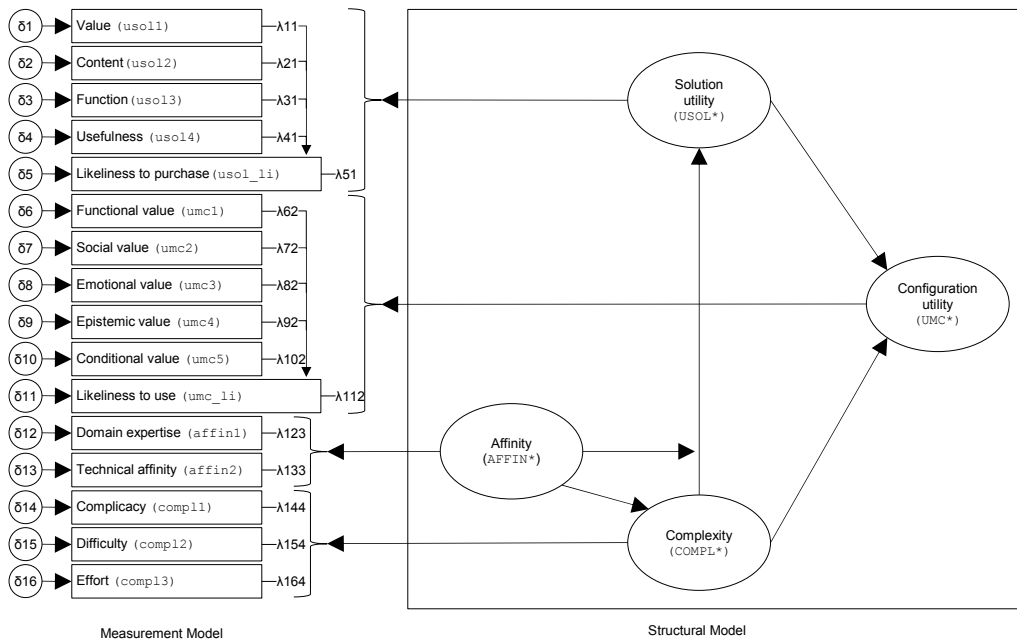 δ1 Value (usol1) λ11
δ2 Content(usol2) λ21
δ3 Function (usol3) λ31
δ4 Usefulness (usol4) λ41
δ5 Likeliness to purchase(usol_li) λ51
δ6 Functional value (umc1) λ62
δ7 Social value (umc2) λ72
δ8 Emotional value (umc3) λ82
δ9 Epistemic value (umc4) λ92
δ10 Conditional value (umc5) λ102
δ11 Likeliness to use (umc_li) λ112
δ12 Domain expertise (affin1) λ123
δ13 Technical affinity (affin2) λ133
δ14 Complicacy (compl1) λ144
δ15 Difficulty (compl2) λ154
δ16 Effort (compl3) λ164
Solution
utility
(USOL*)
Configuration
utility
(UMC*)
Affinity
(AFFIN*)
Complexity
(COMPL*)
Measurement Model
Structural Model